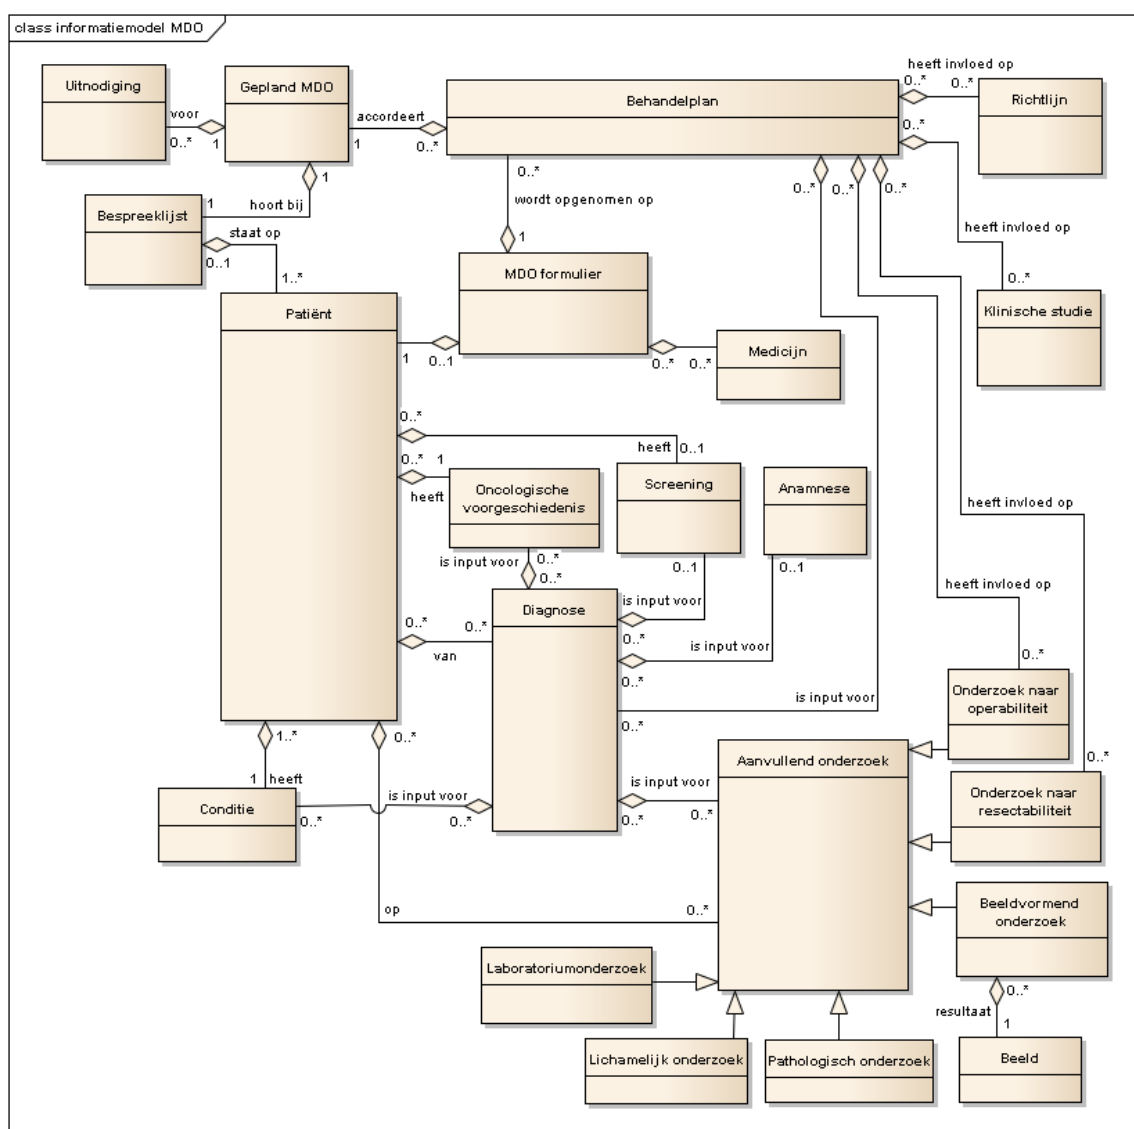 class informatiemodel MDO
Uitnodiging
Gepland MDO
Behandelplan
Richtlijn
voor
0..*
1
accordeert
1
0..*
heeft invloed op
0..*
0..*
0..*
1
hoort bij
1
Bespreeklijst
staat op
0..1
1..*
0..*
wordt opgenomen op
1
0..*
0..*
0..*
heeft invloed op
0..*
Klinische studie
MDO formulier
Patiënt
1
0..1
0..*
0..*
Medicijn
0..*
heeft
0..1
0..*
1
heeft
Oncologische
voorgeschiedenis
Screening
Anamnese
heeft invloed op
is input voor
0..*
0..*
0..1
0..1
Diagnose
is input voor
0..*
is input voor
0..*
heeft invloed op
0..*
0..*
van
0..*
Onderzoek naar
operabiliteit
is input voor
0..*
1..*
0..*
Aanvullend onderzoek
0..*
1
heeft
is input voor
0..*
0..*
Conditie
0..*
is input voor
0..*
Onderzoek naar
resectabiliteit
op
0..*
Beeldvormend
onderzoek
Laboratoriumonderzoek
0..*
resultaat
1
Lichamelijk onderzoek
Pathologisch onderzoek
Beeld